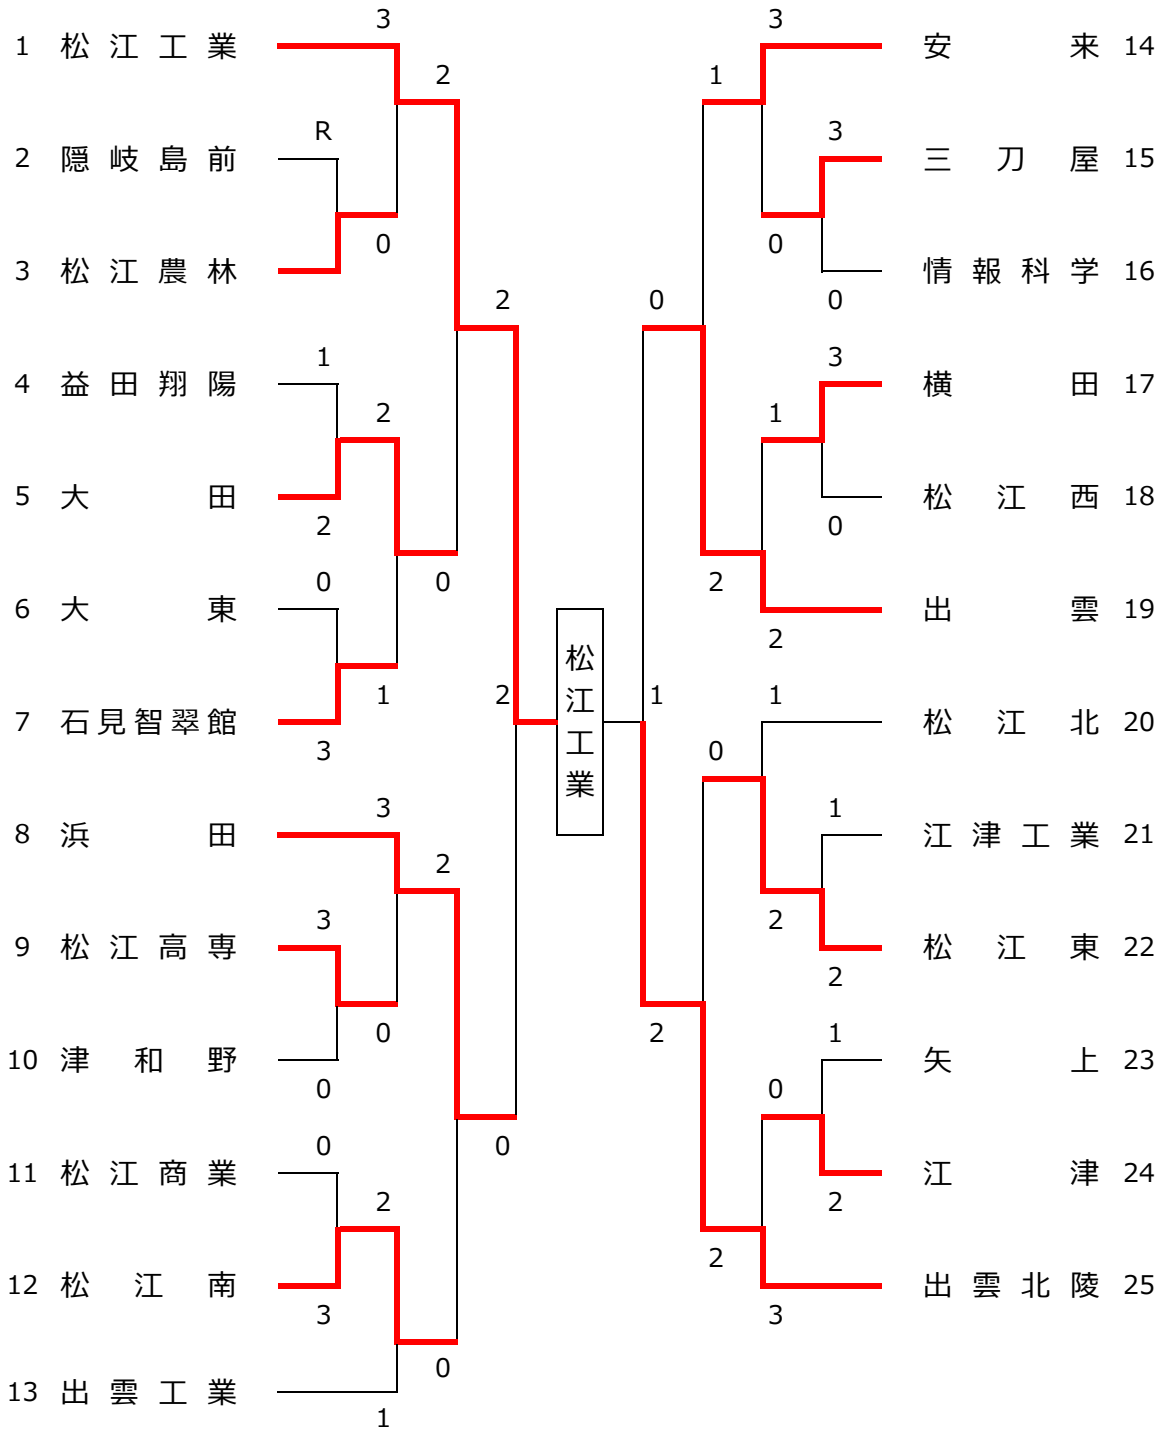 3
3
1 松江工業
安来 14
2
1
R
3
2 隠岐島前
三刀屋 15
0
0
3 松江農林
情報科学 16
2
0
0
1
3
4 益田翔陽
横田 17
2
1
5 大田
松江西 18
2
0
0
0
2
6 大東
出雲 19
2
松江工業
1
2
1
1
7 石見智翠館
松江北 20
3
0
3
1
8 浜田
江津工業 21
2
3
2
9 松江高専
松江東 22
2
0
2
1
10 津和野
矢上 23
0
0
0
0
11 松江商業
江津 24
2
2
2
12 松江南
出雲北陵 25
3
3
0
13 出雲工業
1